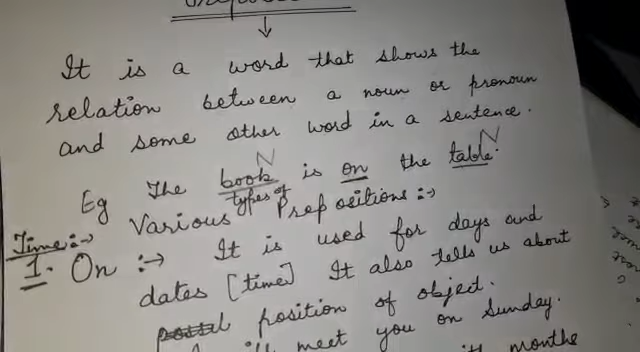 It is a word that shows the
relation between a noun or pronoun
and some other word in a sentence.
N N
Eg The book is on the table.
Various types of Prepositions :→
Time :→
1. On :→ It is used for days and
dates [time] It also tells us about
position of object.
meet you on Sunday.
months